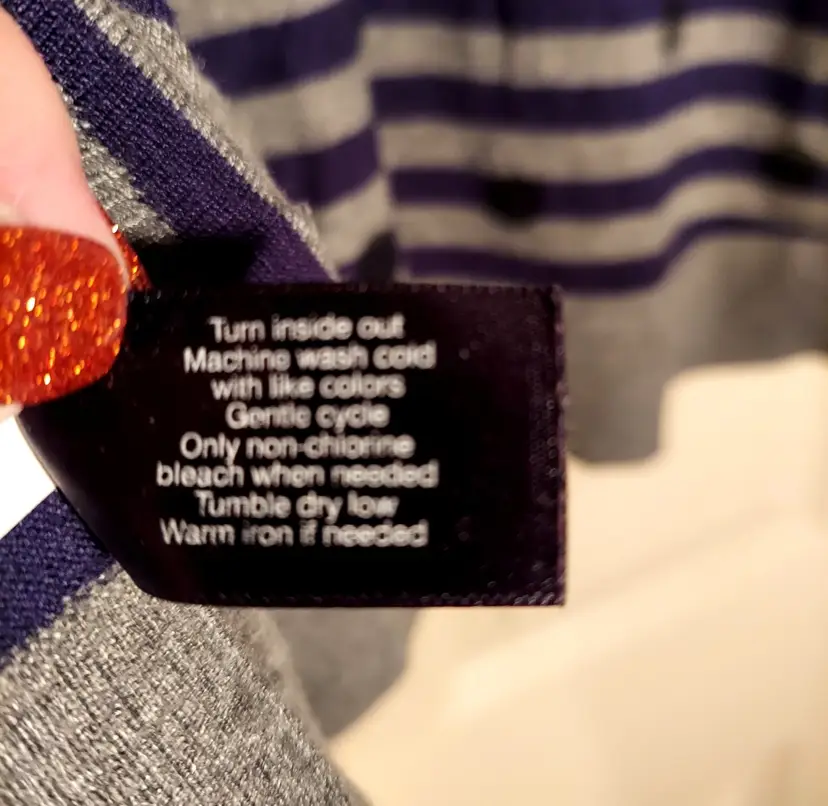 Turn inside out
Machine wash cold
with like colors
Gentle cycle
Only non-chlorine
bleach when needed
Tumble dry low
Warm iron if needed